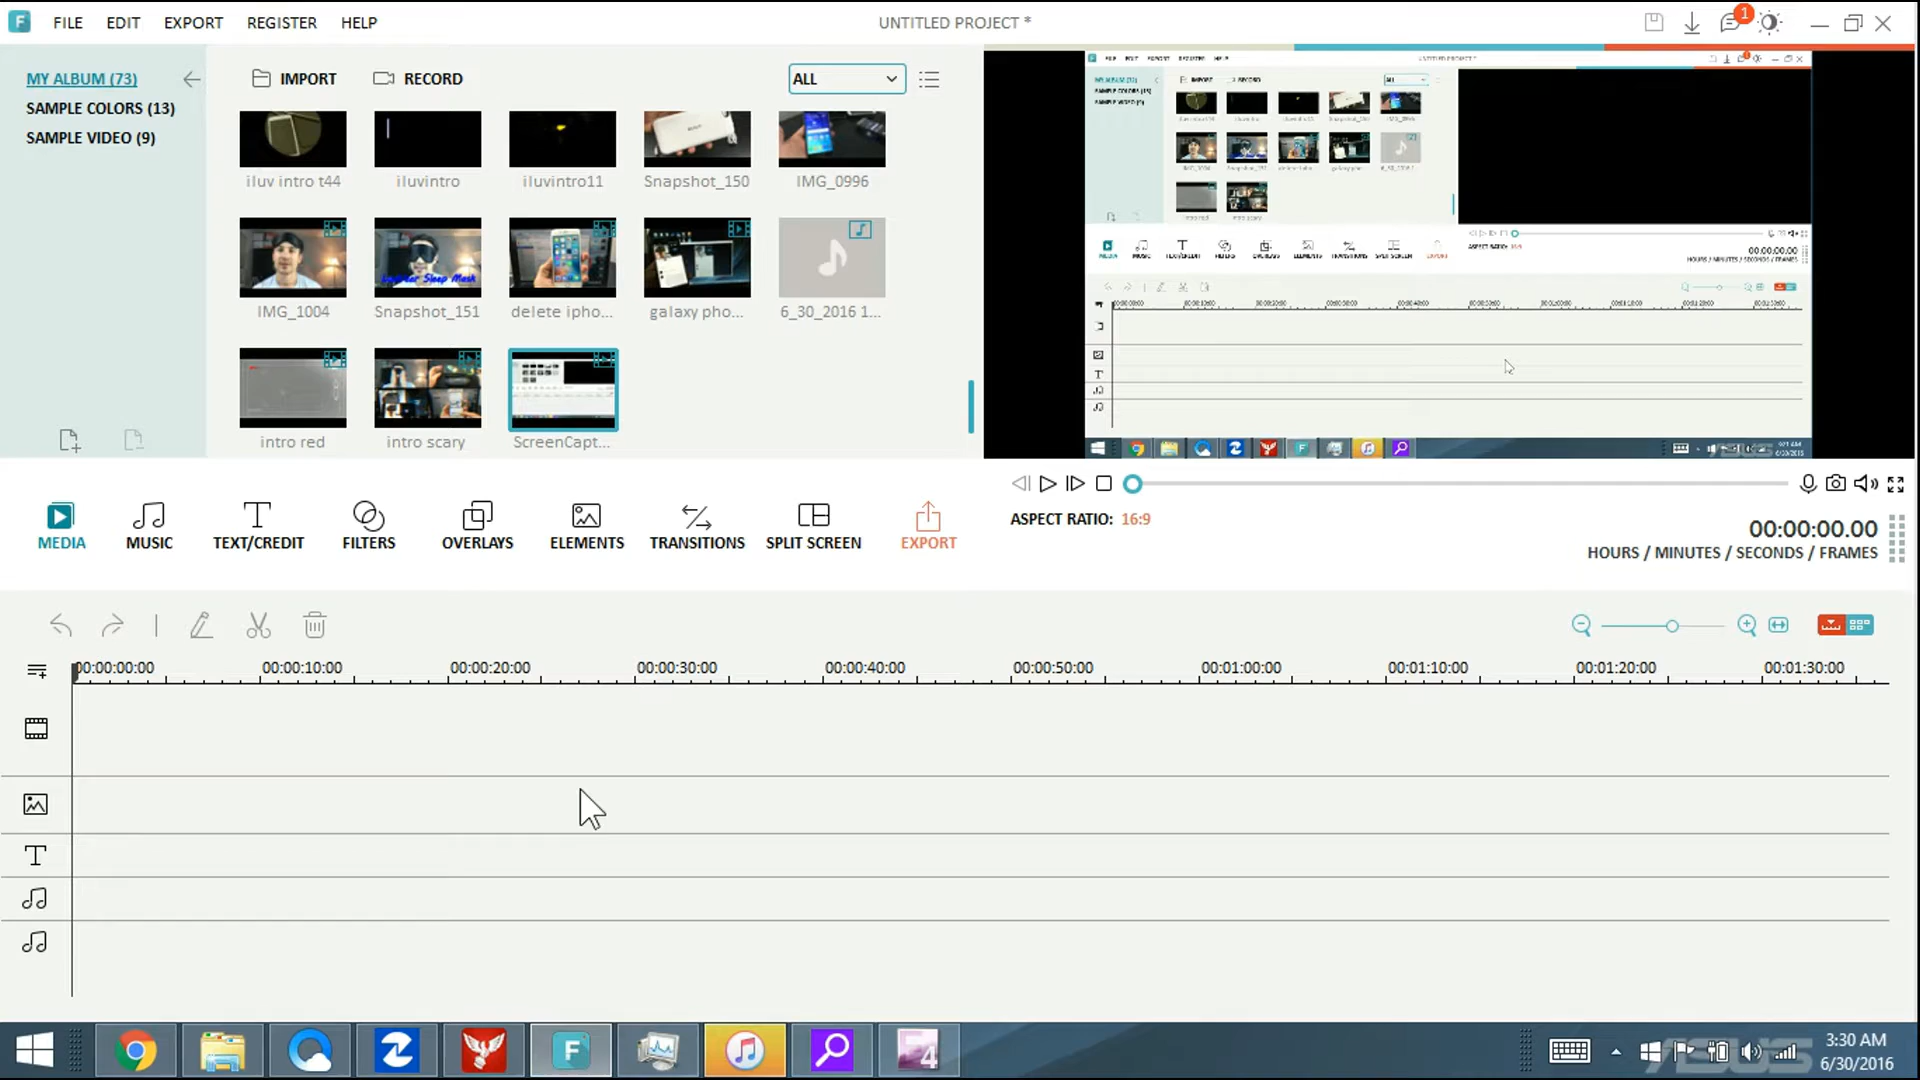 FILE EDIT EXPORT REGISTER HELP UNTITLED PROJECT * 1
MY ALBUM (73) IMPORT RECORD ALL
SAMPLE COLORS (13)
SAMPLE VIDEO (9)
iluv intro t44 iluvintro iluvintro11 Snapshot_150 IMG_0996
Superior Sleep Mask
IMG_1004 Snapshot_151 delete ipho... galaxy pho... 6_30_2016 1...
intro red intro scary ScreenCapt...
ASPECT RATIO: 16:9
00:00:00.00
HOURS / MINUTES / SECONDS / FRAMES
MEDIA MUSIC TEXT/CREDIT FILTERS OVERLAYS ELEMENTS TRANSITIONS SPLIT SCREEN EXPORT
00:00:00:00 00:00:10:00 00:00:20:00 00:00:30:00 00:00:40:00 00:00:50:00 00:01:00:00 00:01:10:00 00:01:20:00 00:01:30:00
3:30 AM
6/30/2016
ASUS